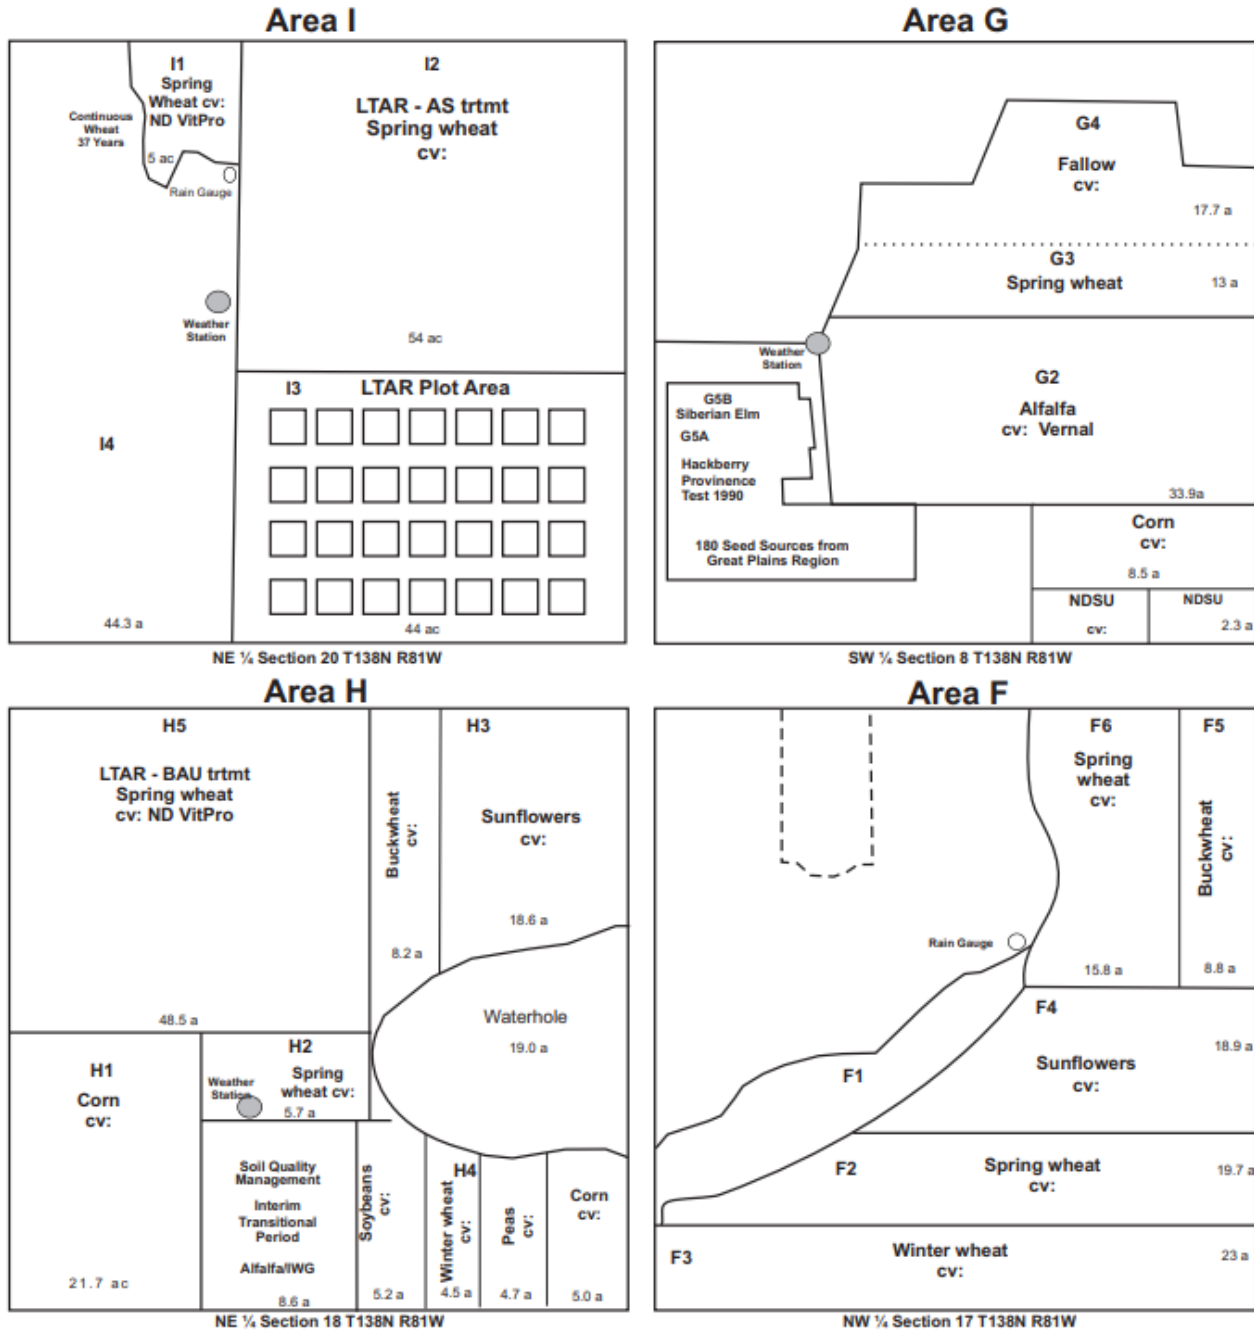 Area I
I1
Spring
Wheat cv:
ND VitPro
Continuous
Wheat
37 Years
5 ac
Rain Gauge
I2
LTAR - AS trtmt
Spring wheat
cv:
Weather
Station
54 ac
I3
LTAR Plot Area
I4
44.3 a
44 ac
NE ¼ Section 20 T138N R81W
Area G
G4
Fallow
cv:
17.7 a
G3
Spring wheat
13 a
Weather
Station
G2
Alfalfa
cv: Vernal
33.9a
G5B
Siberian Elm
G5A
Hackberry
Provinence
Test 1990
180 Seed Sources from
Great Plains Region
Corn
cv:
8.5 a
NDSU
cv:
NDSU
2.3 a
SW ¼ Section 8 T138N R81W
Area H
H5
LTAR - BAU trtmt
Spring wheat
cv: ND VitPro
48.5 a
Buckwheat
cv:
8.2 a
H3
Sunflowers
cv:
18.6 a
Waterhole
19.0 a
H1
Corn
cv:
21.7 ac
H2
Spring
wheat cv:
Weather
Station
5.7 a
Soil Quality
Management
Interim
Transitional
Period
Alfalfa/IWG
8.6 a
Soybeans
cv:
5.2 a
H4
Winter wheat
cv:
4.5 a
Peas
cv:
4.7 a
Corn
cv:
5.0 a
NE ¼ Section 18 T138N R81W
Area F
F6
Spring
wheat
cv:
15.8 a
F5
Buckwheat
cv:
8.8 a
Rain Gauge
F4
18.9 a
Sunflowers
cv:
F1
F2
Spring wheat
cv:
19.7 a
F3
Winter wheat
cv:
23 a
NW ¼ Section 17 T138N R81W